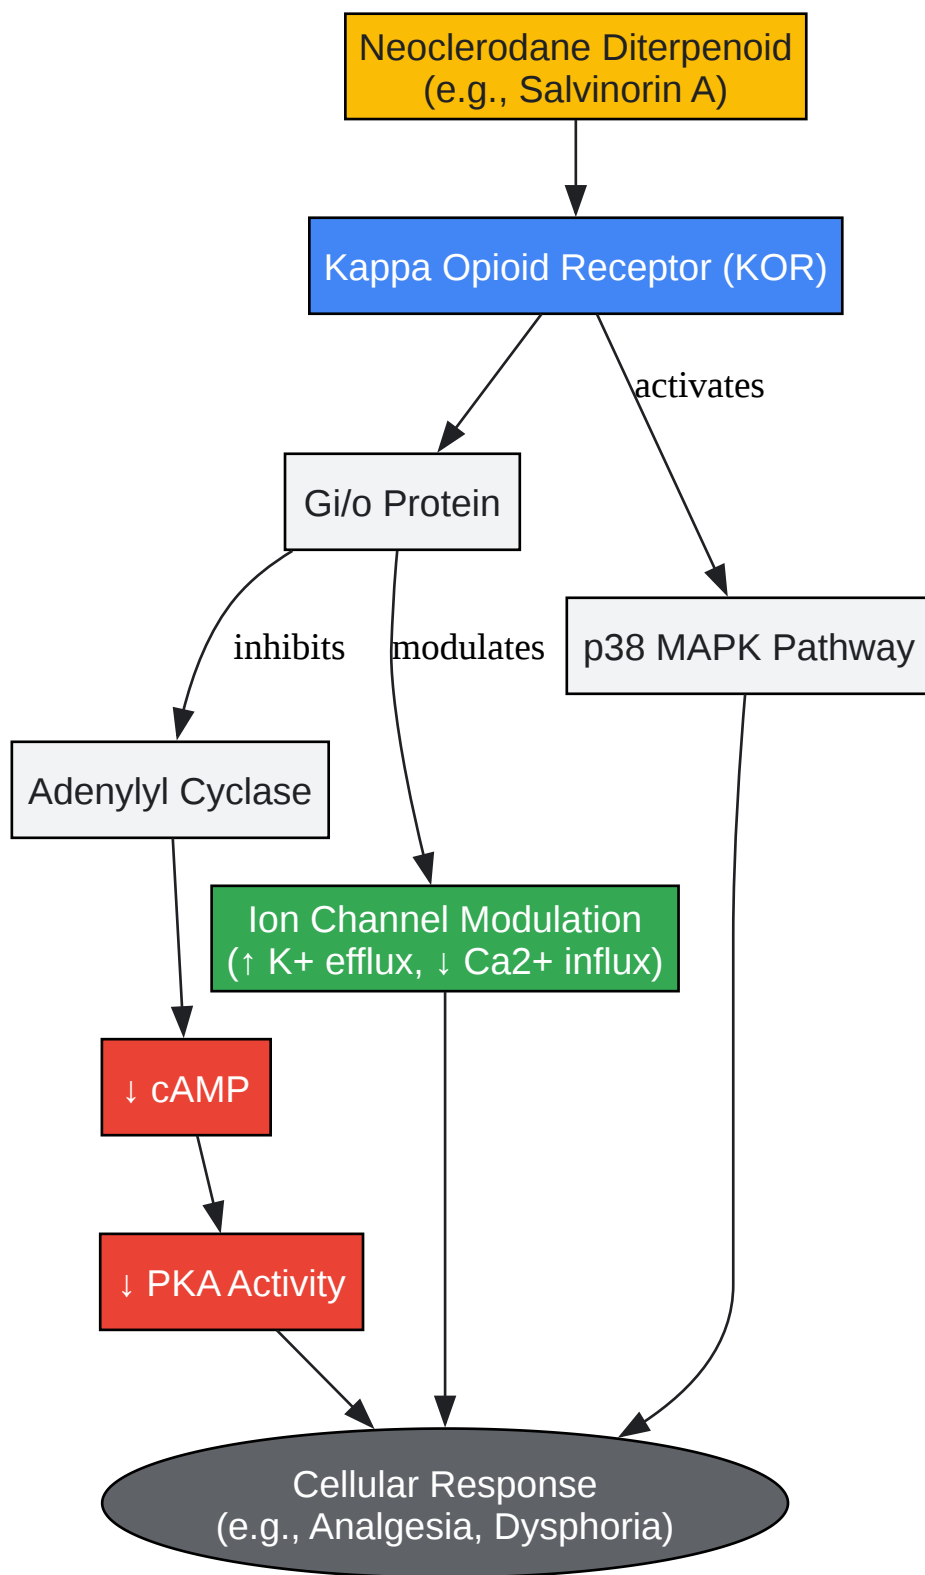 Neoclerodane Diterpenoid
(e.g., Salvinorin A)
Kappa Opioid Receptor (KOR)
activates
Gi/o Protein
inhibits
modulates
p38 MAPK Pathway
Adenylyl Cyclase
Ion Channel Modulation
(↑ K+ efflux, ↓ Ca2+ influx)
↓ cAMP
↓ PKA Activity
Cellular Response
(e.g., Analgesia, Dysphoria)